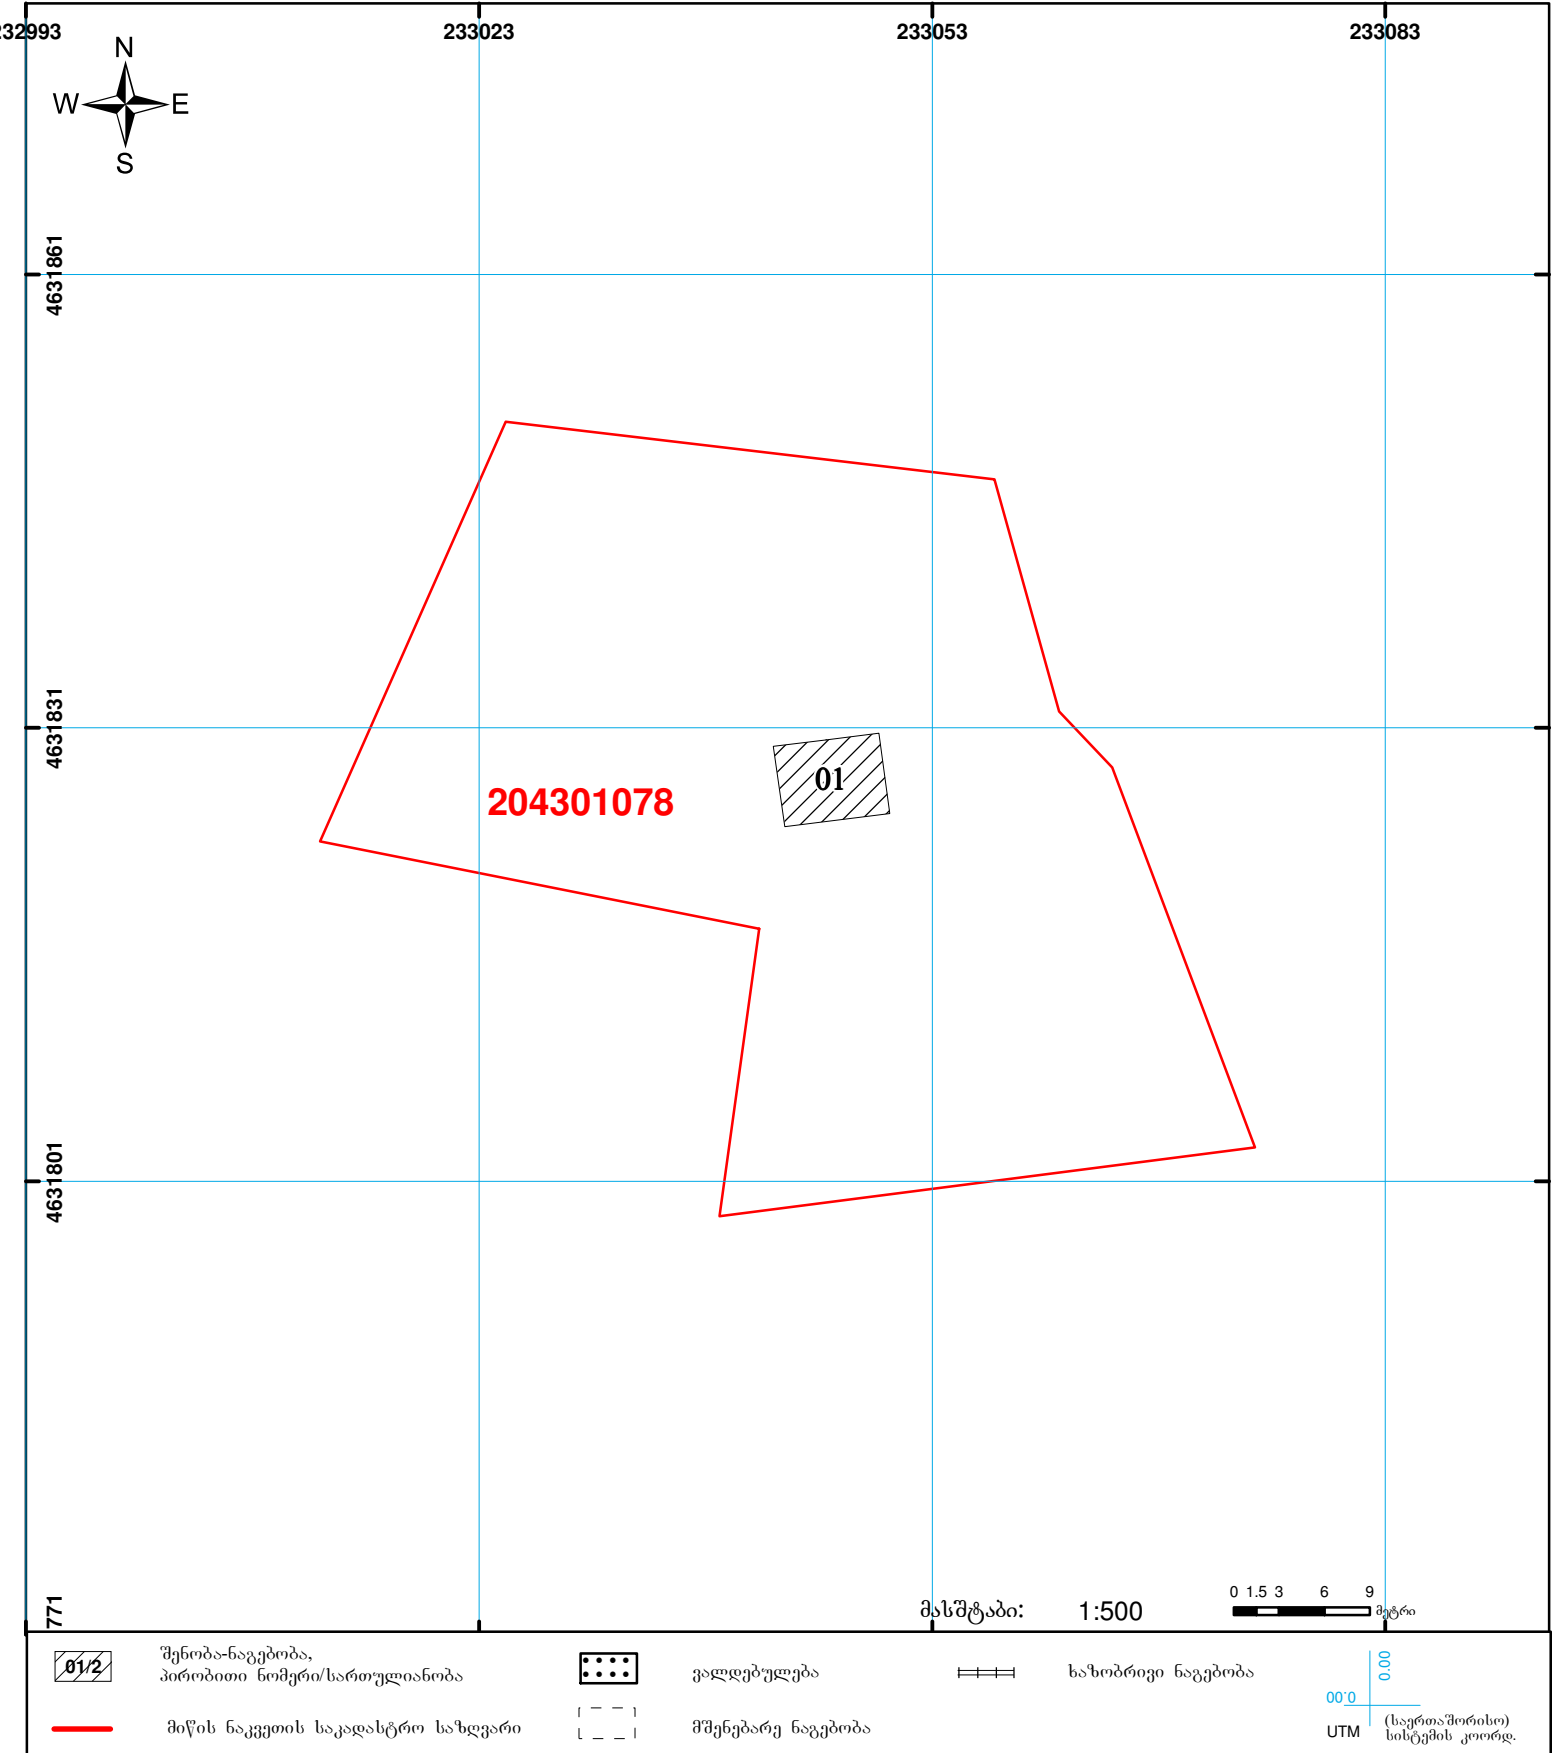 232993 233023 233053 233083
N
W E
S
4631861
4631831
01
204301078
4631801
771
მასშტაბი: 1:500
0 1.5 3 6 9
მეტრი
01/2
შენობა-ნაგებობა,
პირობითი ნომერი/სართულიანობა
ვალდებულება
ხაზობრივი ნაგებობა
მიწის ნაკვეთის საკადასტრო საზღვარი
მშენებარე ნაგებობა
00.0
00.0
UTM
(საერთაშორისო)
სისტემის კოორდ.